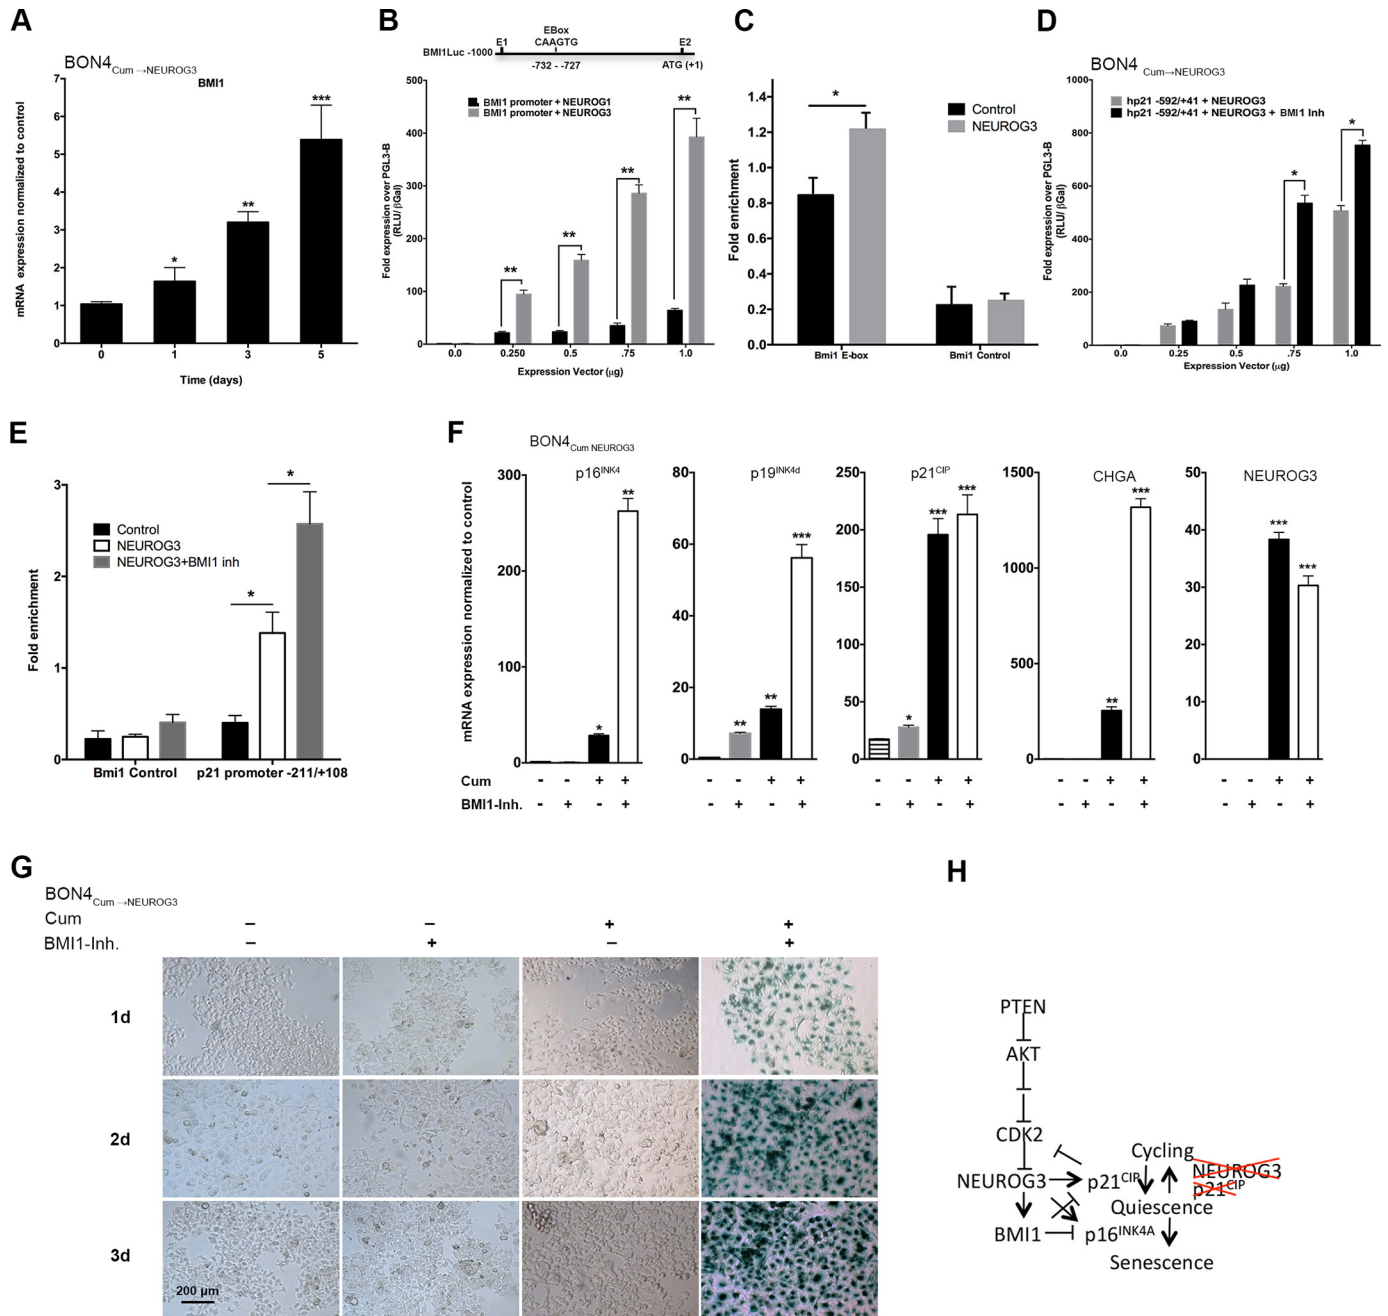 A
BON4Cum→NEUROG3
BMI1
mRNA expression normalized to control
7
6
5
4
3
2
1
0
*
**
***
0 1 3 5
Time (days)
B
EBox
E1 CAAGTG E2
BMI1Luc -1000
-732 - -727 ATG (+1)
BMI1 promoter + NEUROG1
BMI1 promoter + NEUROG3
Fold expression over PGL3-B
(RLU/ βGal)
500
400
300
200
100
0
**
**
**
**
0.0 0.250 0.5 .75 1.0
Expression Vector (μg)
C
Control
NEUROG3
Fold enrichment
1.4
1.2
1.0
0.8
0.6
0.4
0.2
0.0
*
Bmi1 E-box Bmi1 Control
D
BON4Cum→NEUROG3
hp21 -592/+41 + NEUROG3
hp21 -592/+41 + NEUROG3 + BMI1 Inh
Fold expression over PGL3-B
(RLU/ βGal)
1000
800
600
400
200
0
*
*
0.0 0.25 0.5 .75 1.0
Expression Vector (μg)
E
Control
NEUROG3
NEUROG3+BMI1 inh
Fold enrichment
3
2
1
0
*
*
Bmi1 Control p21 promoter -211/+108
F
BON4Cum NEUROG3
mRNA expression normalized to control
p16INK4
300
200
100
0
*
**
p19INK4d
80
60
40
20
0
**
**
***
p21CIP
250
200
150
100
50
0
*
***
***
CHGA
1500
1000
500
0
**
***
NEUROG3
50
40
30
20
10
0
***
***
Cum - - + + - - + + - - + + - - + + - - + +
BMI1-Inh. - + - + - + - + - + - + - + - + - + - +
G
BON4Cum→NEUROG3
Cum − − + +
BMI1-Inh. − + − +
1d
2d
3d
200 μm
H
PTEN
AKT
CDK2
Cycling
NEUROG3
NEUROG3 p21CIP
p21CIP
Quiescence
BMI1 p16INK4A
Senescence